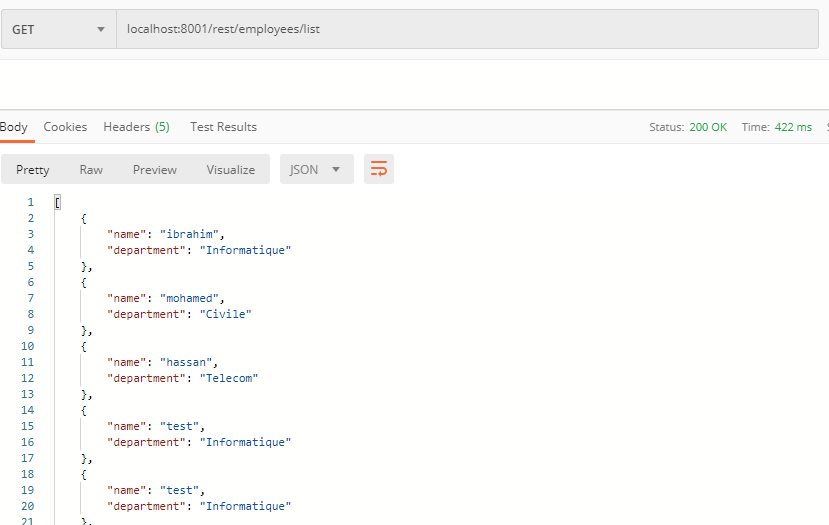 GET localhost:8001/rest/employees/list
Body Cookies Headers (5) Test Results Status: 200 OK Time: 422 ms
Pretty Raw Preview Visualize JSON
1 [
2 {
3 "name": "ibrahim",
4 "department": "Informatique"
5 },
6 {
7 "name": "mohamed",
8 "department": "Civile"
9 },
10 {
11 "name": "hassan",
12 "department": "Telecom"
13 },
14 {
15 "name": "test",
16 "department": "Informatique"
17 },
18 {
19 "name": "test",
20 "department": "Informatique"
21 },